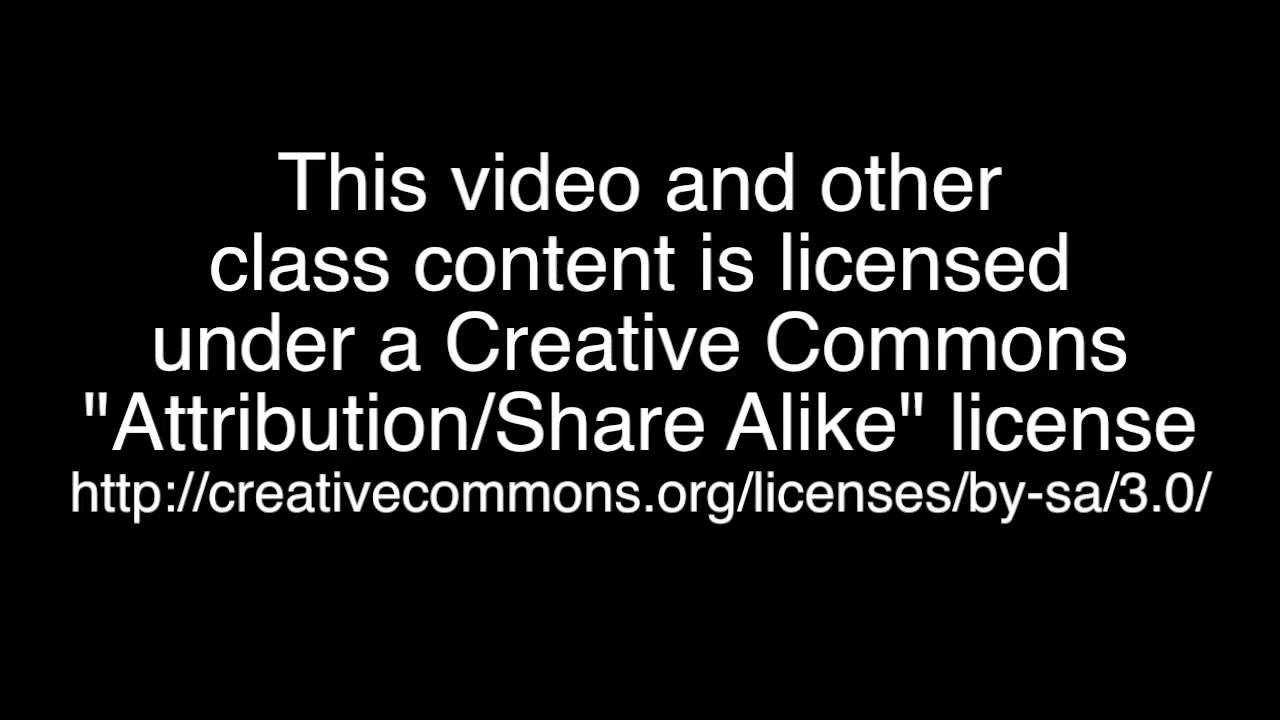 This video and other
class content is licensed
under a Creative Commons
"Attribution/Share Alike" license
http://creativecommons.org/licenses/by-sa/3.0/